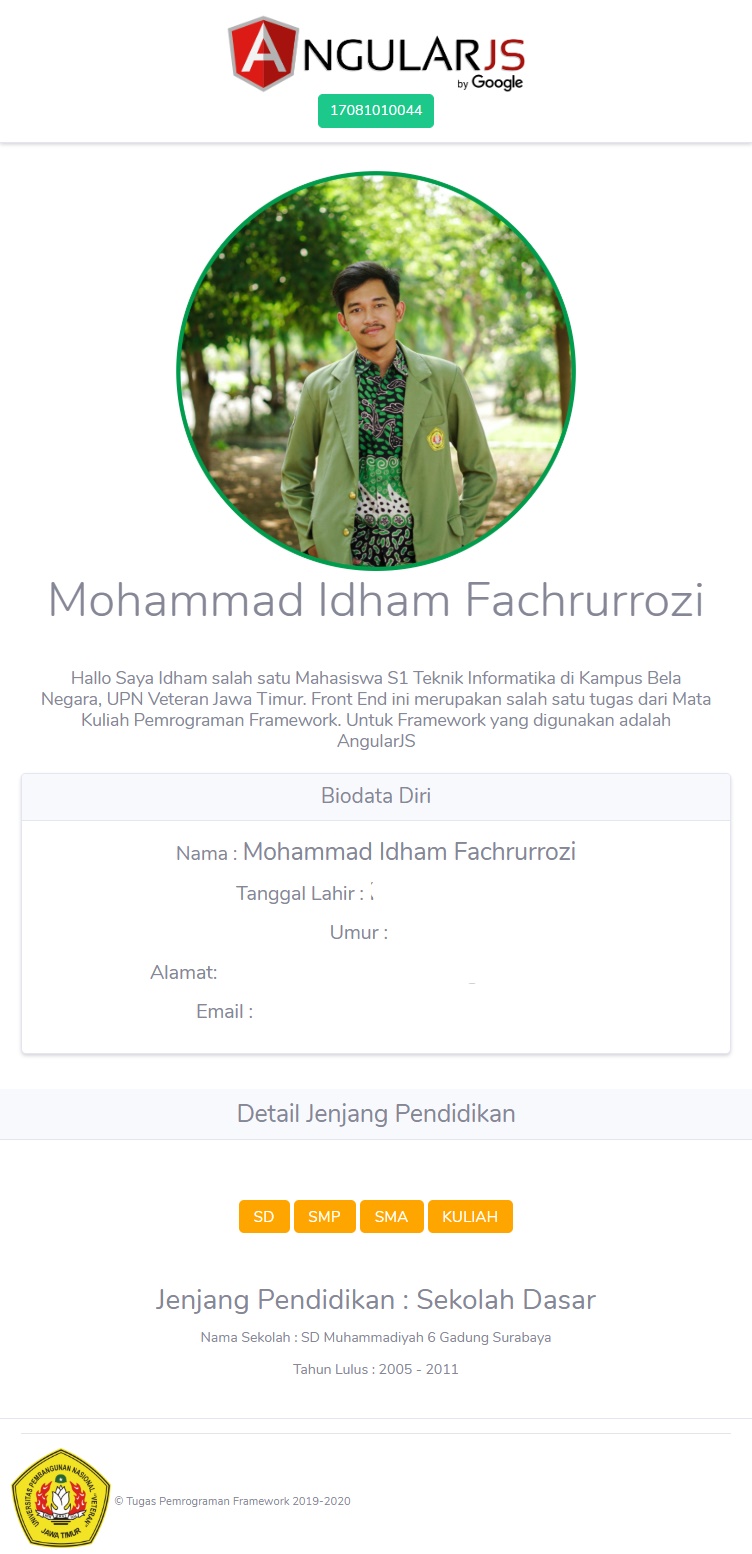 ANGULARJS
by Google
17081010044
Mohammad Idham Fachrurrozi
Hallo Saya Idham salah satu Mahasiswa S1 Teknik Informatika di Kampus Bela
Negara, UPN Veteran Jawa Timur. Front End ini merupakan salah satu tugas dari Mata
Kuliah Pemrograman Framework. Untuk Framework yang digunakan adalah
AngularJS
Biodata Diri
Nama : Mohammad Idham Fachrurrozi
Tanggal Lahir :
Umur :
Alamat:
Email :
Detail Jenjang Pendidikan
SD SMP SMA KULIAH
Jenjang Pendidikan : Sekolah Dasar
Nama Sekolah : SD Muhammadiyah 6 Gadung Surabaya
Tahun Lulus : 2005 - 2011
UNIVERSITAS PEMBANGUNAN NASIONAL "VETERAN"
JAWA TIMUR
© Tugas Pemrograman Framework 2019-2020